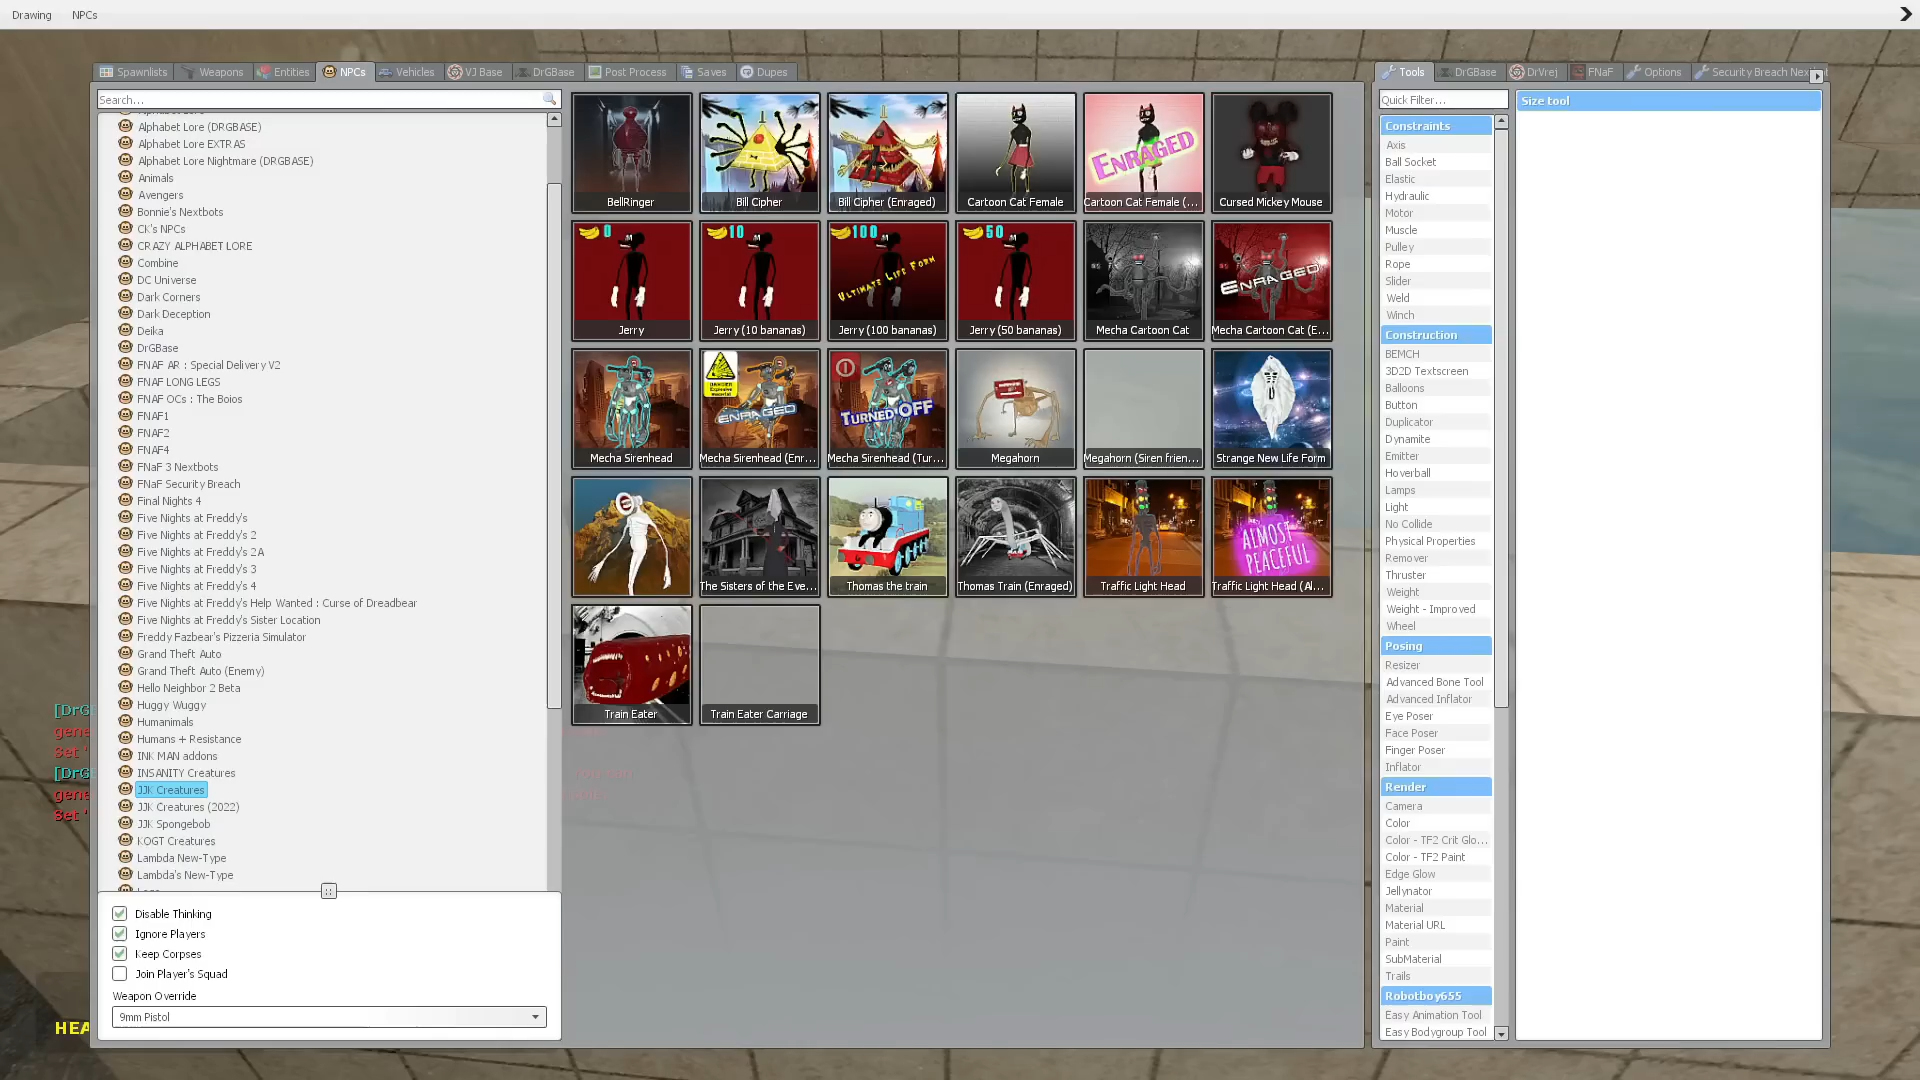 Drawing NPCs
Spawnlists Weapons Entities NPCs Vehicles VJ Base DrGBase Post Process Saves Dupes
Search...
Alphabet Lore (DRGBASE)
Alphabet Lore EXTRAS
Alphabet Lore Nightmare (DRGBASE)
Animals
Avengers
Bonnie's Nextbots
CK's NPCs
CRAZY ALPHABET LORE
Combine
DC Universe
Dark Corners
Dark Deception
Deika
DrGBase
FNAF AR : Special Delivery V2
FNAF LONG LEGS
FNAF OCs : The Boios
FNAF1
FNAF2
FNAF4
FNaF 3 Nextbots
FNaF Security Breach
Final Nights 4
Five Nights at Freddy's
Five Nights at Freddy's 2
Five Nights at Freddy's 2A
Five Nights at Freddy's 3
Five Nights at Freddy's 4
Five Nights at Freddy's Help Wanted : Curse of Dreadbear
Five Nights at Freddy's Sister Location
Freddy Fazbear's Pizzeria Simulator
Grand Theft Auto
Grand Theft Auto (Enemy)
Hello Neighbor 2 Beta
Huggy Wuggy
Humanimals
Humans + Resistance
INK MAN addons
INSANITY Creatures
JJK Creatures
JJK Creatures (2022)
JJK Spongebob
KOGT Creatures
Lambda New-Type
Lambda's New-Type
Disable Thinking
Ignore Players
Keep Corpses
Join Player's Squad
Weapon Override
9mm Pistol
[DrG
gene
Set '
[DrG
gene
Set '
HEA
ENRAGED
BellRinger
Bill Cipher
Bill Cipher (Enraged)
Cartoon Cat Female
Cartoon Cat Female (...
Cursed Mickey Mouse
0
10
100
50
ULTIMATE LIFE FORM
ENRAGED
Jerry
Jerry (10 bananas)
Jerry (100 bananas)
Jerry (50 bananas)
Mecha Cartoon Cat
Mecha Cartoon Cat (E...
DANGER
ENRAGED
TURNED OFF
Mecha Sirenhead
Mecha Sirenhead (Enr...
Mecha Sirenhead (Tur...
Megahorn
Megahorn (Siren frien...
Strange New Life Form
ALMOST
PEACEFUL
The Sisters of the Eve...
Thomas the train
Thomas Train (Enraged)
Traffic Light Head
Traffic Light Head (Al...
Train Eater
Train Eater Carriage
Tools DrGBase DrVrej FNaF Options Security Breach Nex
Quick Filter...
Constraints
Axis
Ball Socket
Elastic
Hydraulic
Motor
Muscle
Pulley
Rope
Slider
Weld
Winch
Construction
BEMCH
3D2D Textscreen
Balloons
Button
Duplicator
Dynamite
Emitter
Hoverball
Lamps
Light
No Collide
Physical Properties
Remover
Thruster
Weight
Weight - Improved
Wheel
Posing
Resizer
Advanced Bone Tool
Advanced Inflator
Eye Poser
Face Poser
Finger Poser
Inflator
Render
Camera
Color
Color - TF2 Crit Glo...
Color - TF2 Paint
Edge Glow
Jellynator
Material
Material URL
Paint
SubMaterial
Trails
Robotboy655
Easy Animation Tool
Easy Bodygroup Tool
Size tool